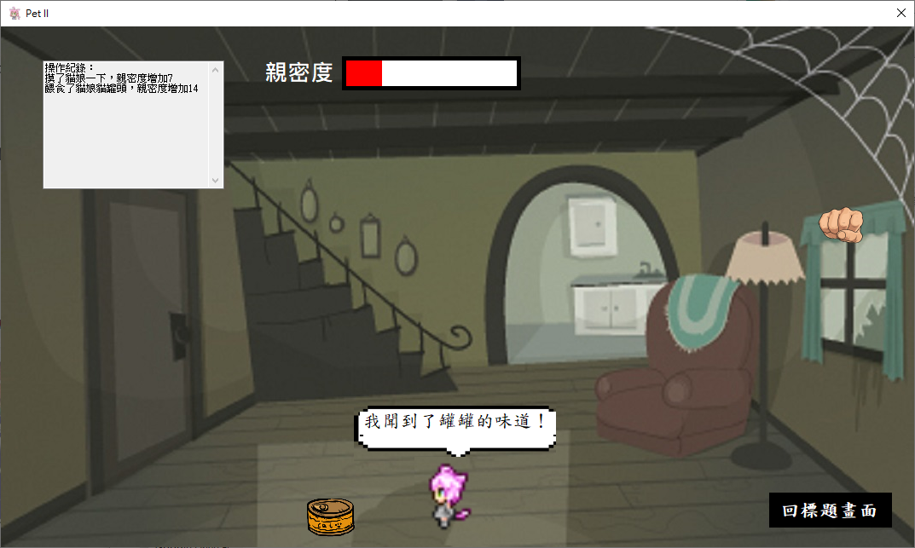 Pet II
操作紀錄：
摸了貓娘一下，親密度增加7
餵食了貓娘貓罐頭，親密度增加14
親密度
我聞到了罐罐的味道！
回標題畫面